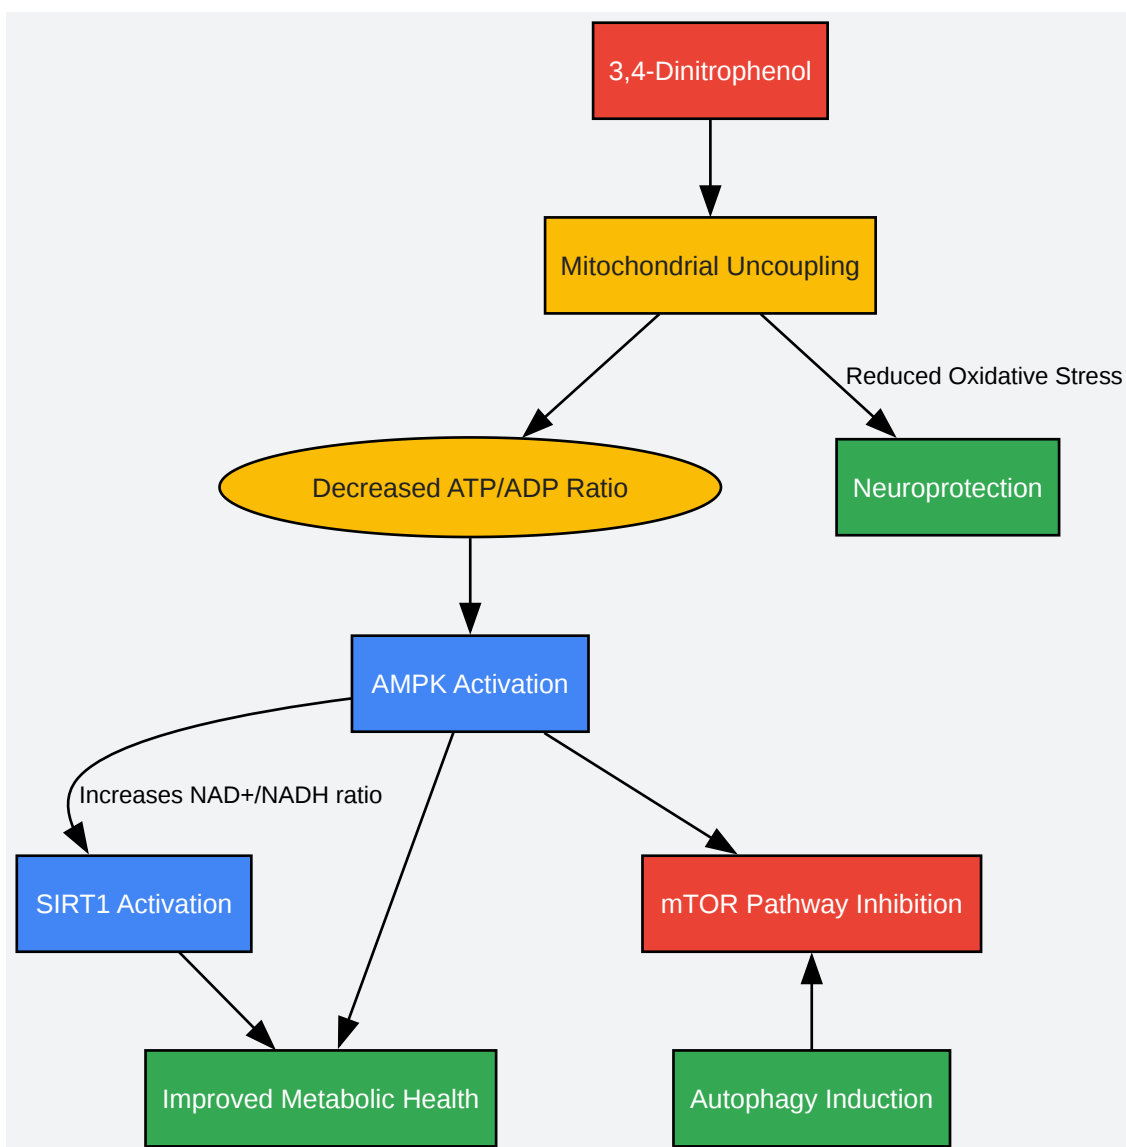 3,4-Dinitrophenol
Mitochondrial Uncoupling
Reduced Oxidative Stress
Decreased ATP/ADP Ratio
Neuroprotection
AMPK Activation
Increases NAD+/NADH ratio
SIRT1 Activation
mTOR Pathway Inhibition
Improved Metabolic Health
Autophagy Induction